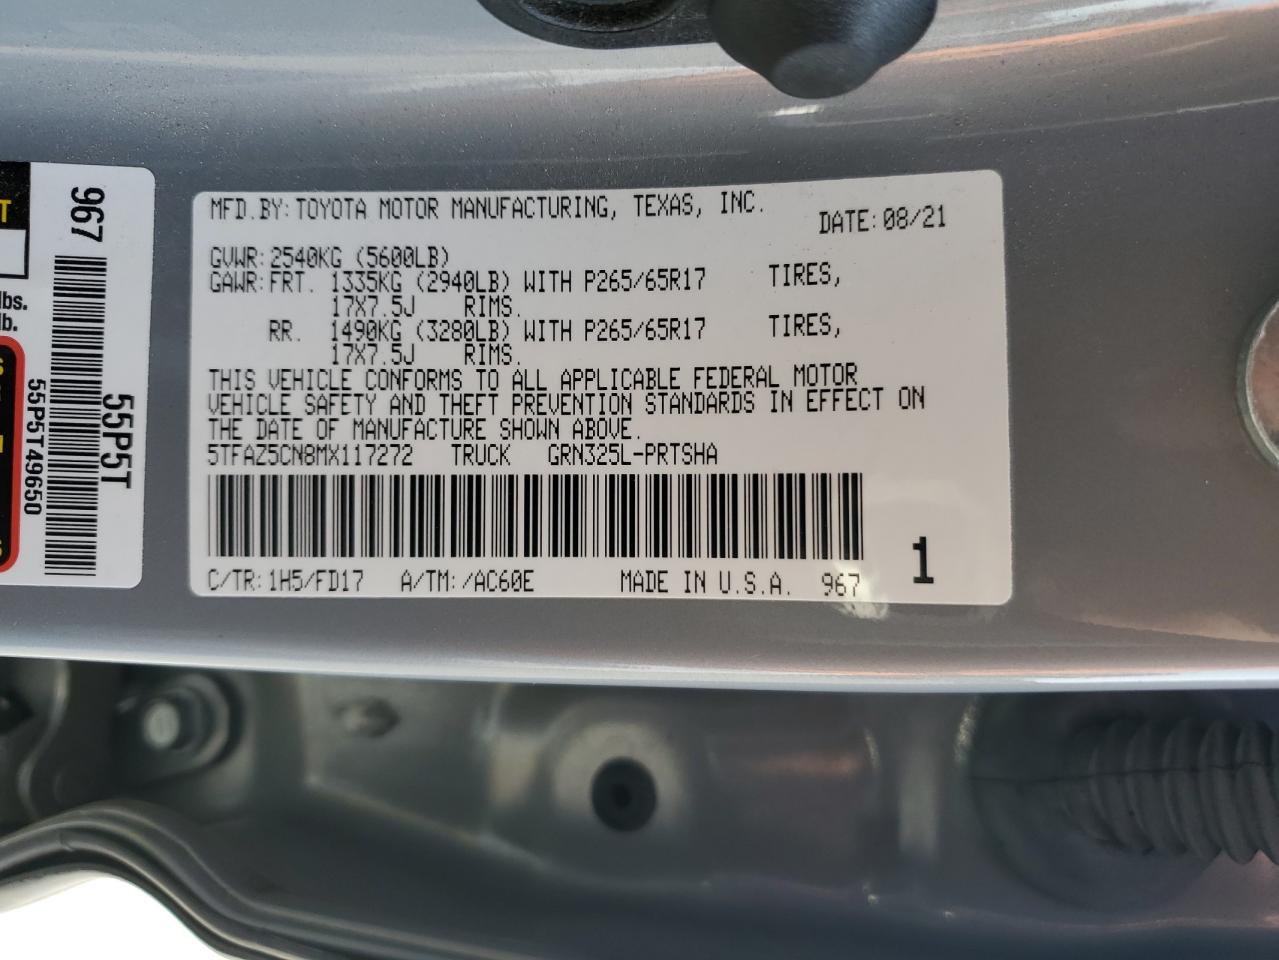 T
967
lbs.
lb.
55P5T
55P5T49650
MFD.BY:TOYOTA MOTOR MANUFACTURING, TEXAS, INC.
DATE:08/21
GVWR:2540KG (5600LB)
GAWR:FRT. 1335KG (2940LB) WITH P265/65R17 TIRES,
17X7.5J RIMS.
RR. 1490KG (3280LB) WITH P265/65R17 TIRES,
17X7.5J RIMS.
THIS VEHICLE CONFORMS TO ALL APPLICABLE FEDERAL MOTOR
VEHICLE SAFETY AND THEFT PREVENTION STANDARDS IN EFFECT ON
THE DATE OF MANUFACTURE SHOWN ABOVE.
5TFAZ5CN8MX117272 TRUCK GRN325L-PRTSHA
C/TR:1H5/FD17 A/TM:/AC60E MADE IN U.S.A. 967
1